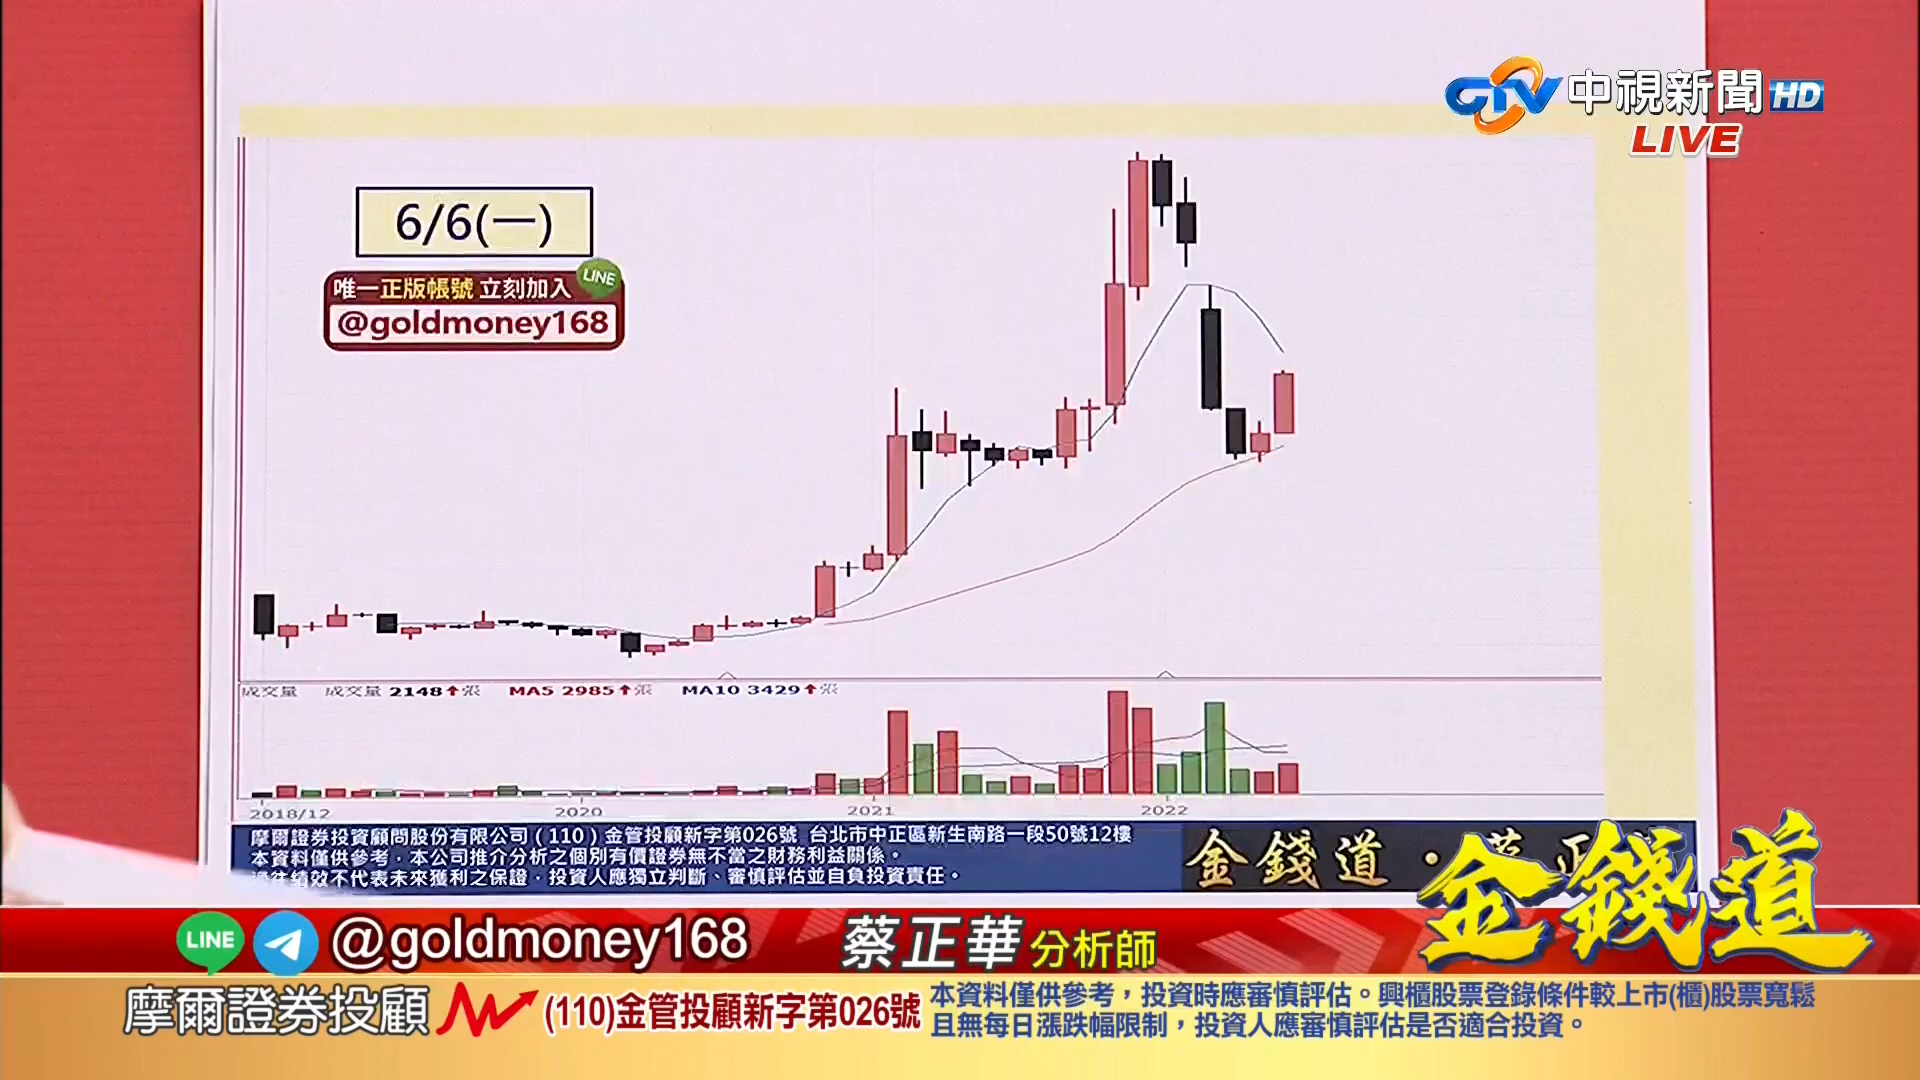 CTV 中視新聞 HD
LIVE
6/6(一)
唯一正版帳號 立刻加入 LINE
@goldmoney168
成交量 成交量 2148↑張 MA5 2985↑張 MA10 3429↑張
2018/12 2020 2021 2022
摩爾證券投資顧問股份有限公司(110)金管投顧新字第026號 台北市中正區新生南路一段50號12樓
本資料僅供參考，本公司推介分析之個別有價證券無不當之財務利益關係。
過往績效不代表未來獲利之保證，投資人應獨立判斷、審慎評估並自負投資責任。
金錢道・蔡正
金錢道
LINE @goldmoney168 蔡正華 分析師
摩爾證券投顧 (110)金管投顧新字第026號
本資料僅供參考，投資時應審慎評估。興櫃股票登錄條件較上市(櫃)股票寬鬆
且無每日漲跌幅限制，投資人應審慎評估是否適合投資。